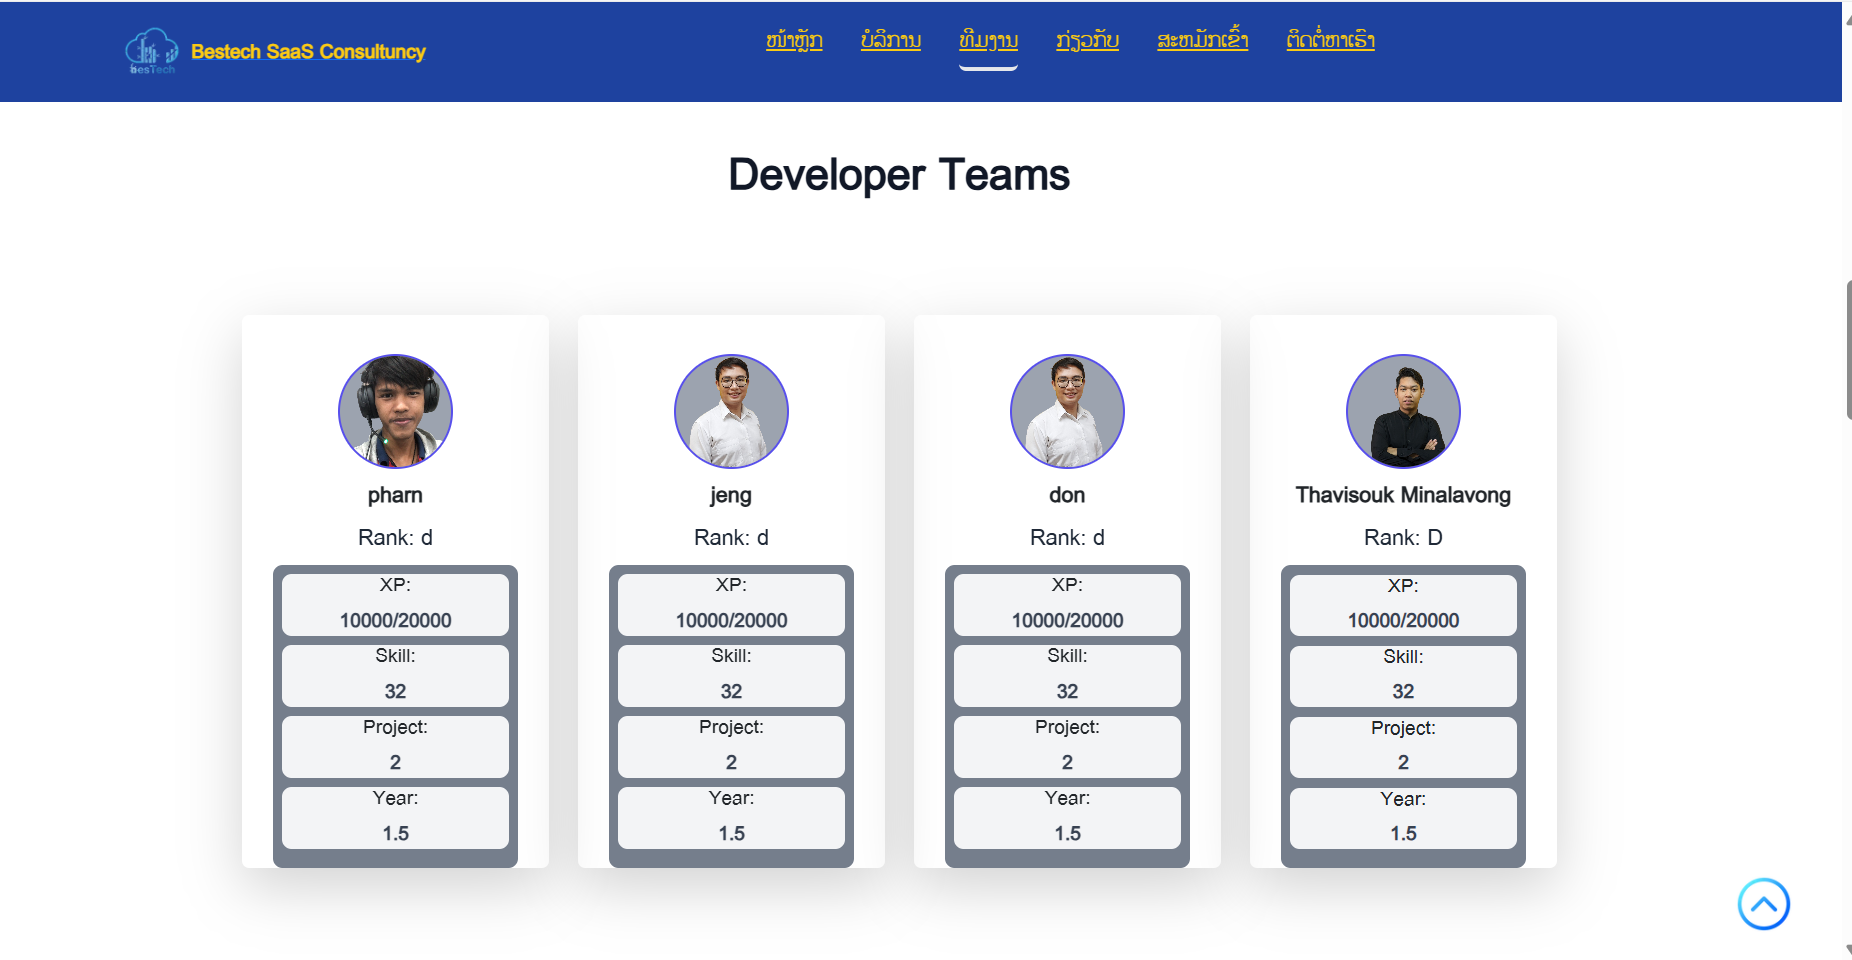 BesTech
Bestech SaaS Consultuncy
ໜ້າຫຼັກ ບໍລິການ ທີມງານ ກ່ຽວກັບ ສະຫມັກເຂົ້າ ຕິດຕໍ່ຫາເຮົາ
Developer Teams
pharn
Rank: d
XP:
10000/20000
Skill:
32
Project:
2
Year:
1.5
jeng
Rank: d
XP:
10000/20000
Skill:
32
Project:
2
Year:
1.5
don
Rank: d
XP:
10000/20000
Skill:
32
Project:
2
Year:
1.5
Thavisouk Minalavong
Rank: D
XP:
10000/20000
Skill:
32
Project:
2
Year:
1.5